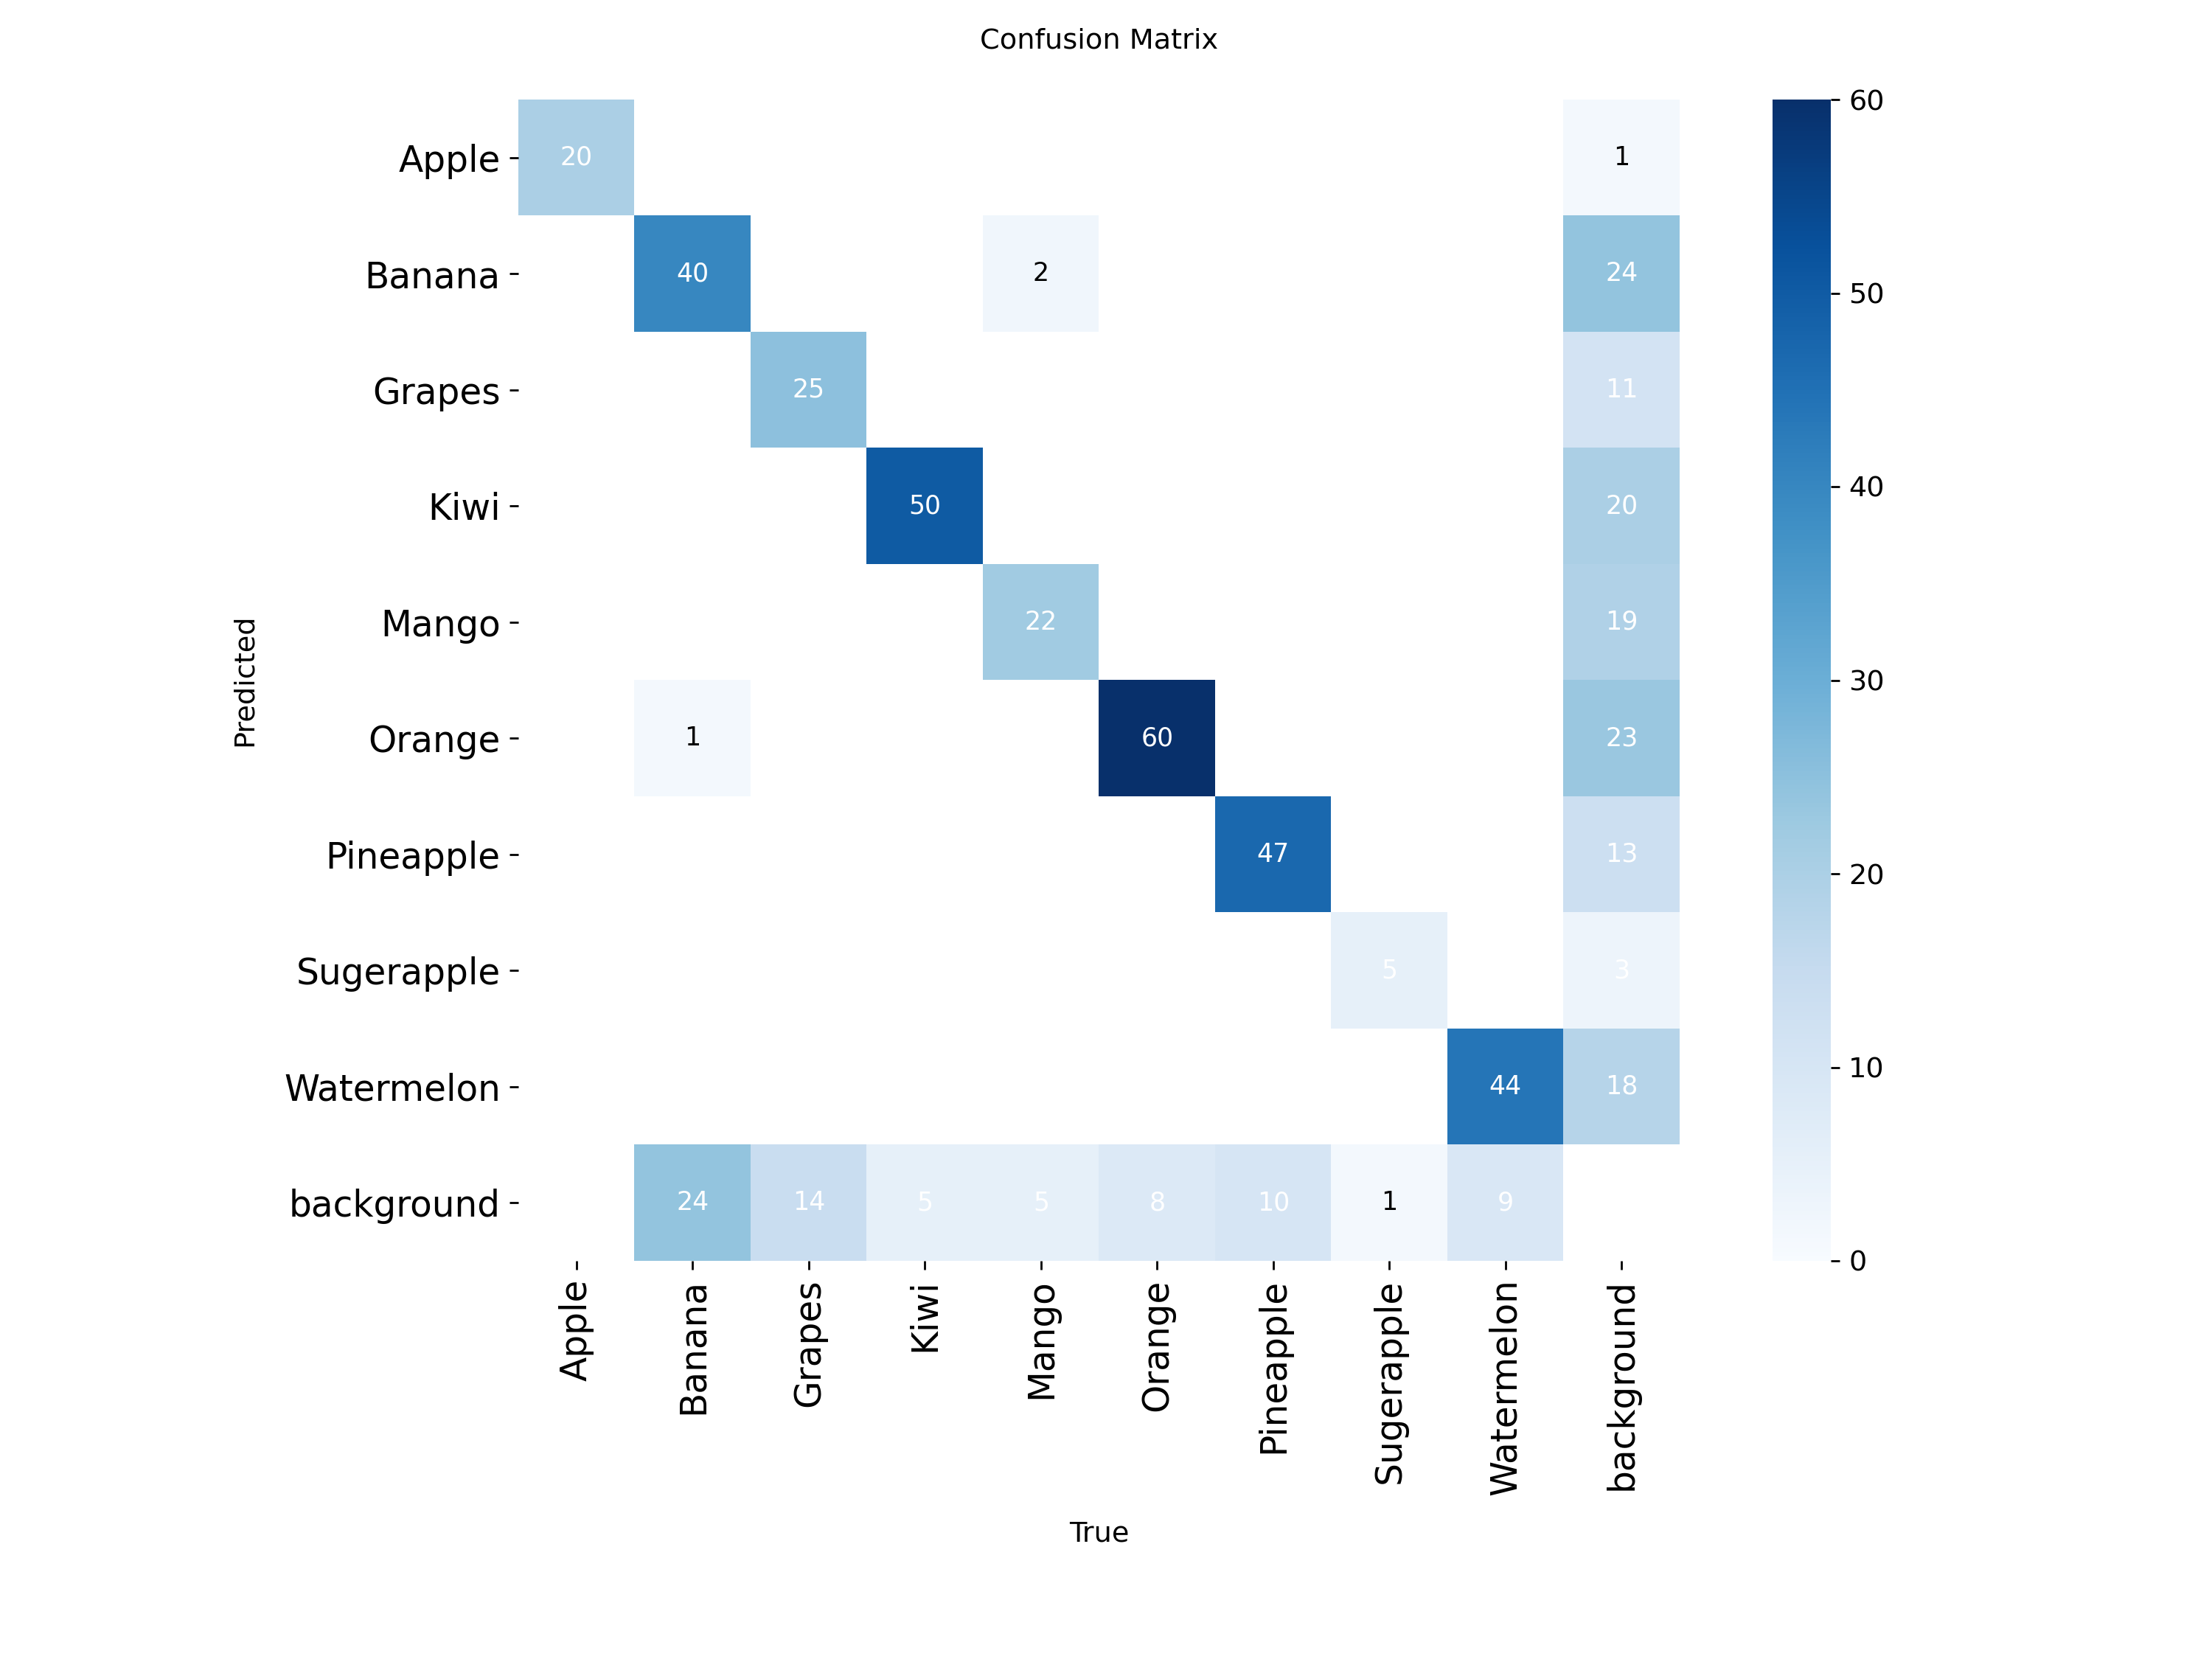 Confusion Matrix
Apple 20 1
Banana 40 2 24
Grapes 25 11
Kiwi 50 20
Mango 22 19
Orange 1 60 23
Pineapple 47 13
Sugerapple 5 3
Watermelon 44 18
background 24 14 5 5 8 10 1 9
Predicted
Apple Banana Grapes Kiwi Mango Orange Pineapple Sugerapple Watermelon background
True
60
50
40
30
20
10
0